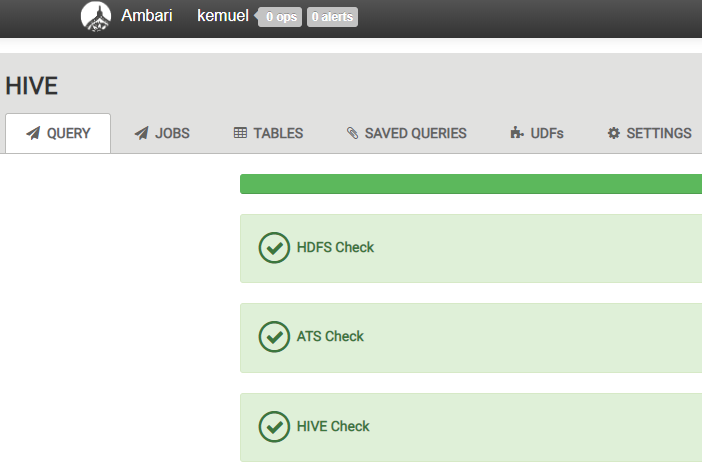 Ambari kemuel 0 ops 0 alerts
HIVE
QUERY JOBS TABLES SAVED QUERIES UDFs SETTINGS
HDFS Check
ATS Check
HIVE Check